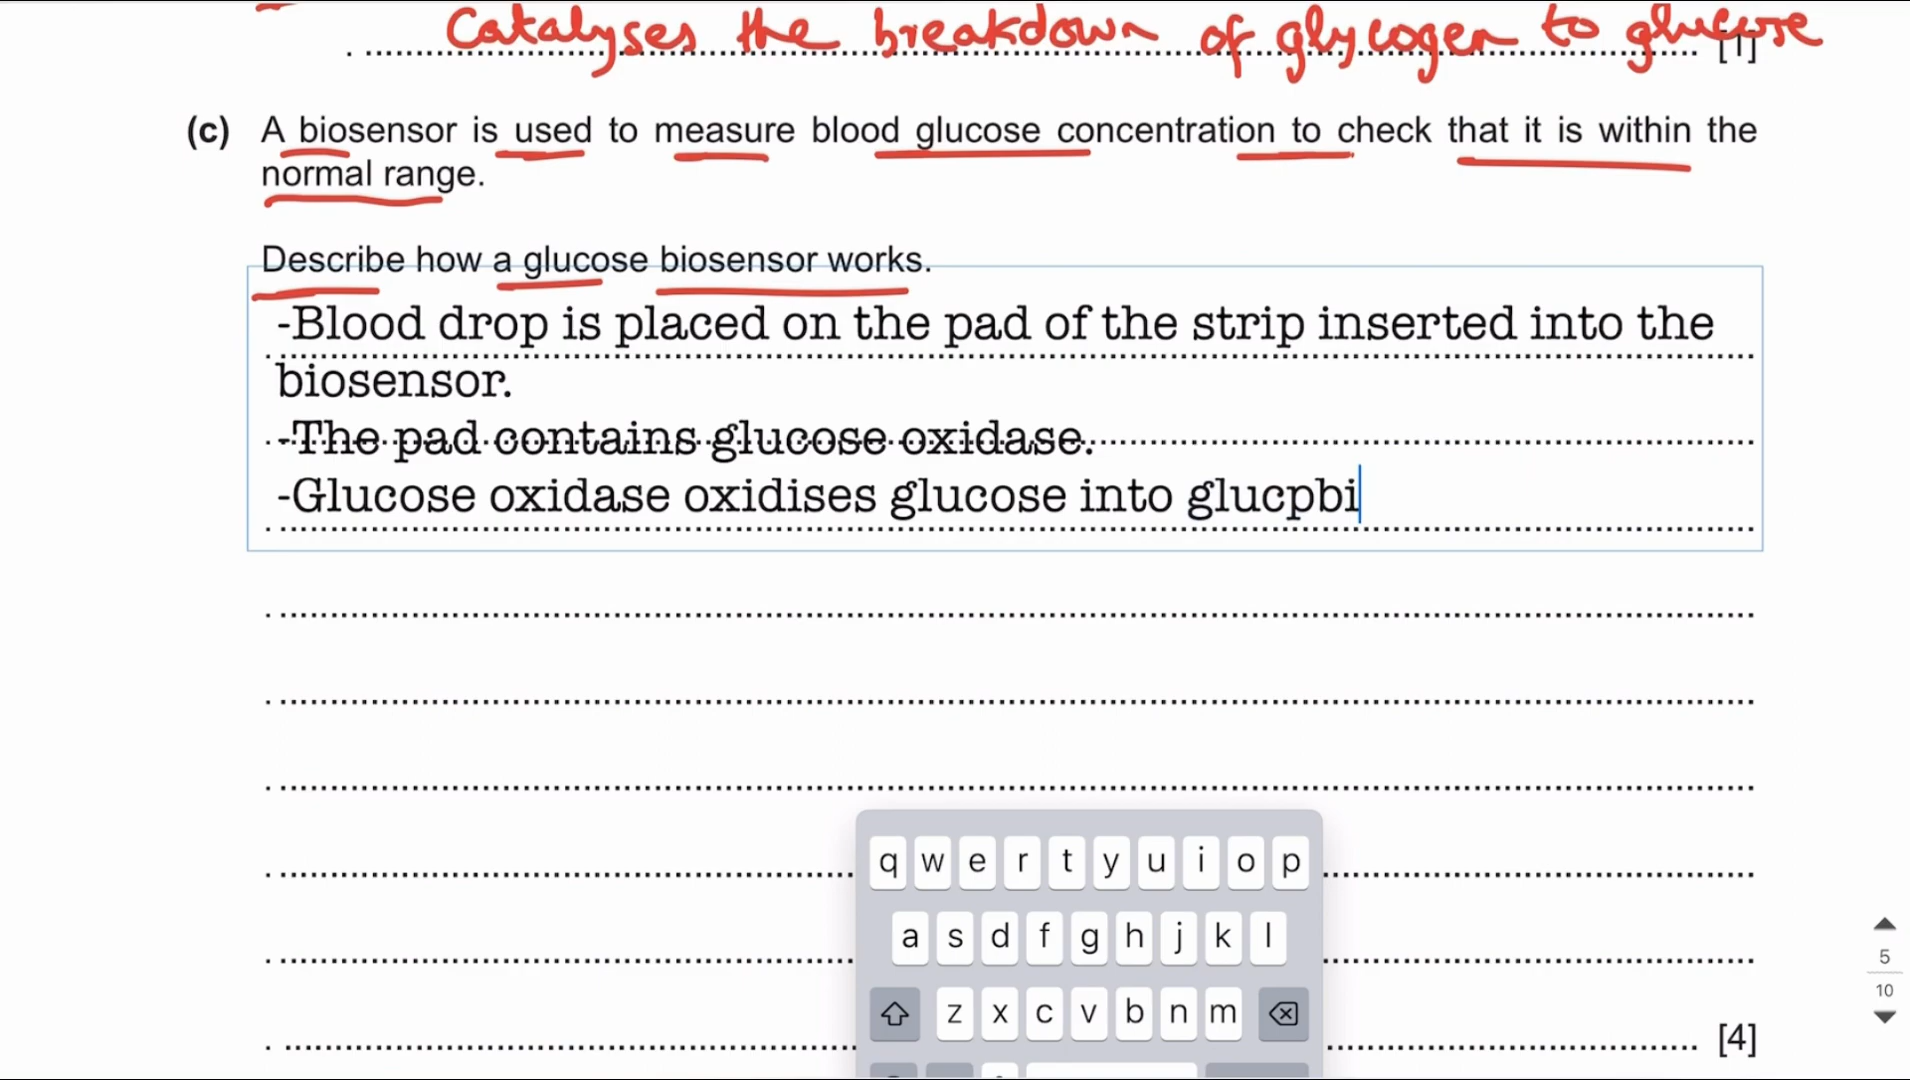 Catalyses the breakdown of glycogen to glucose
[1]
(c) A biosensor is used to measure blood glucose concentration to check that it is within the
normal range.
Describe how a glucose biosensor works.
-Blood drop is placed on the pad of the strip inserted into the
biosensor.
-The pad contains glucose oxidase.
-Glucose oxidase oxidises glucose into glucpbi
q w e r t y u i o p
a s d f g h j k l
z x c v b n m
5
10
[4]